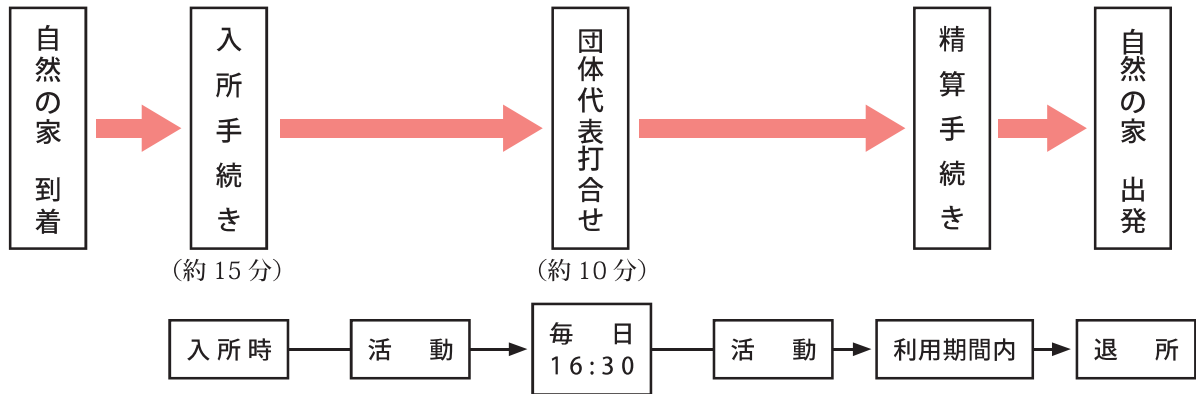 自然の家 到着
入所手続き
団体代表打合せ
精算手続き
自然の家 出発
(約15分)
(約10分)
入所時
活 動
毎 日
16:30
活 動
利用期間内
退 所